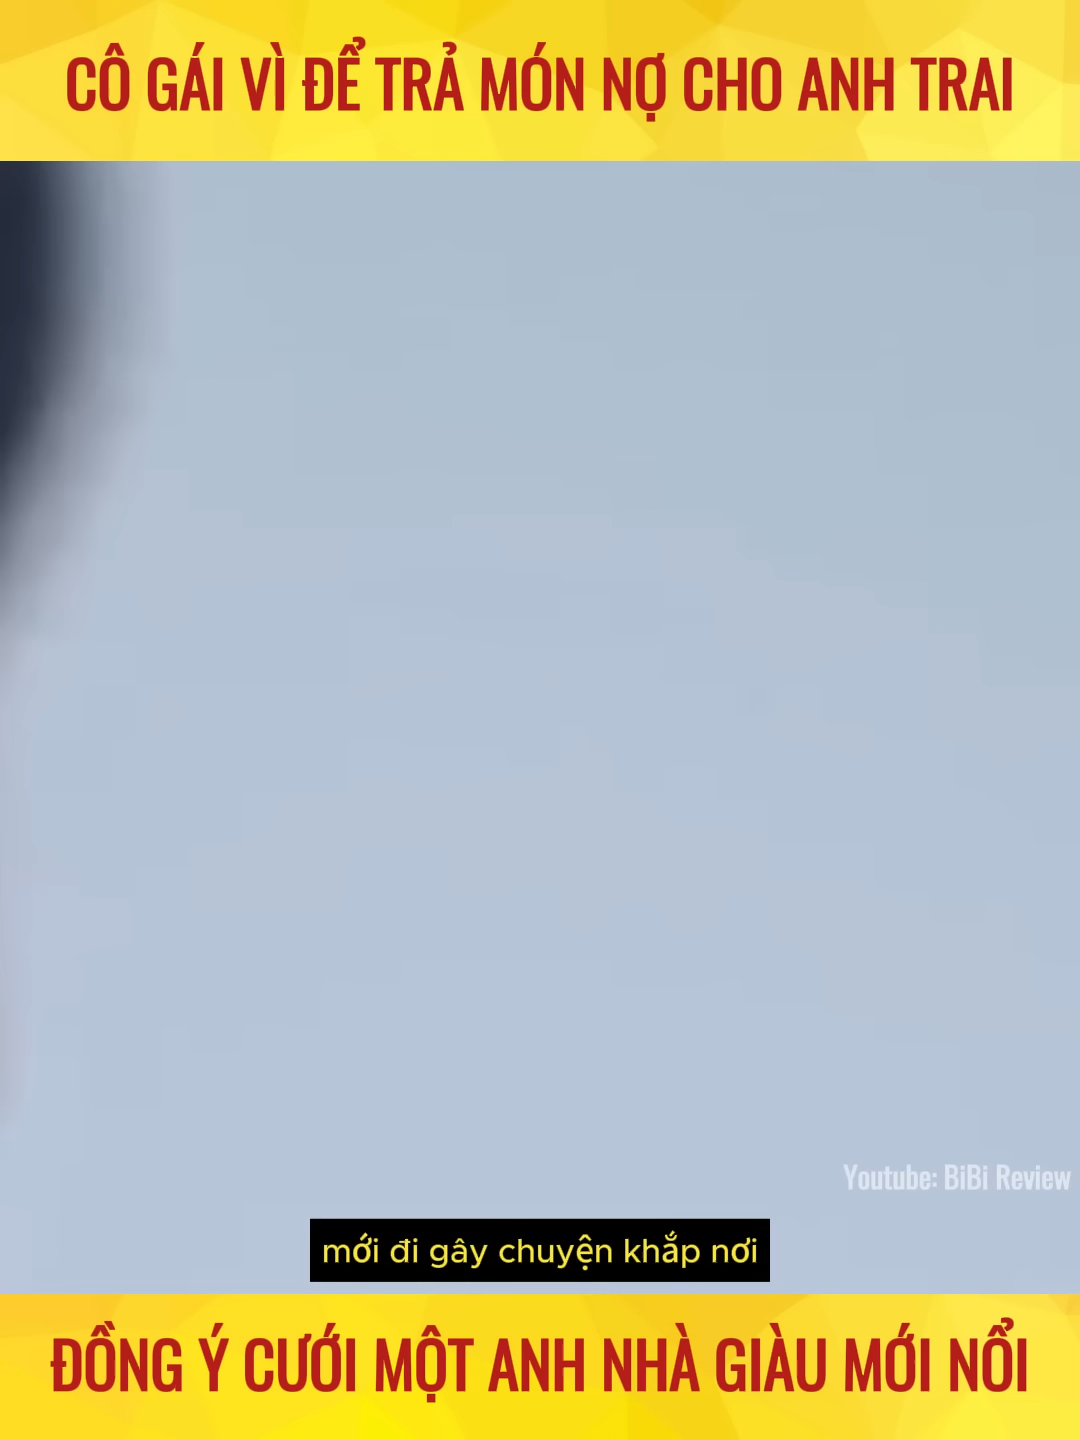 CÔ GÁI VÌ ĐỂ TRẢ MÓN NỢ CHO ANH TRAI
Youtube: BiBi Review
mới đi gây chuyện khắp nơi
ĐỒNG Ý CƯỚI MỘT ANH NHÀ GIÀU MỚI NỔI